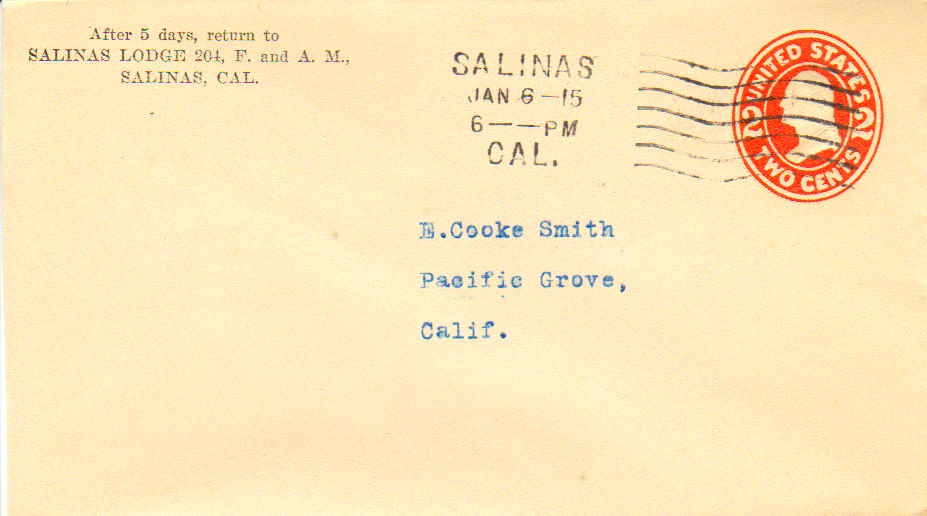 After 5 days, return to
SALINAS LODGE 204, F. and A. M.,
SALINAS, CAL.
SALINAS
JAN 6 — 15
6 — — PM
CAL.
UNITED STATES
2 2
TWO CENTS
E.Cooke Smith
Pacific Grove,
Calif.